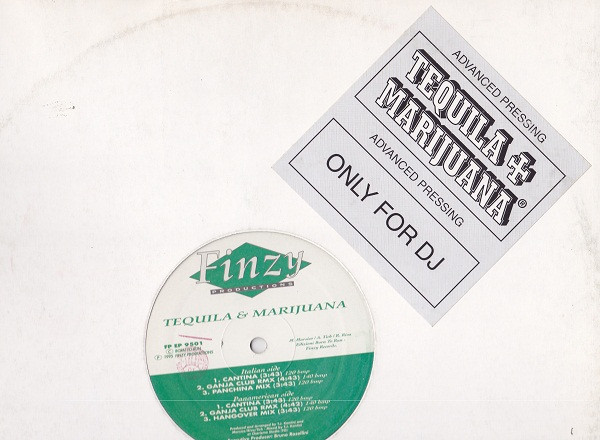 ADVANCED PRESSING
TEQUILA &
MARIJUANA®
ADVANCED PRESSING
ONLY FOR DJ
Finzy
PRODUCTIONS
TEQUILA & MARIJUANA
FP EP 9501
Italian side
1. CANTINA (3:43) 120 bmp
2. GANJA CLUB RMX (4:43) 140 bmp
3. PANCHINA MIX (3:43) 120 bmp
Panamerican side
1. CANTINA (3:43) 120 bmp
2. GANJA CLUB RMX (4:43) 140 bmp
3. HANGOVER MIX (3:43) 120 bmp